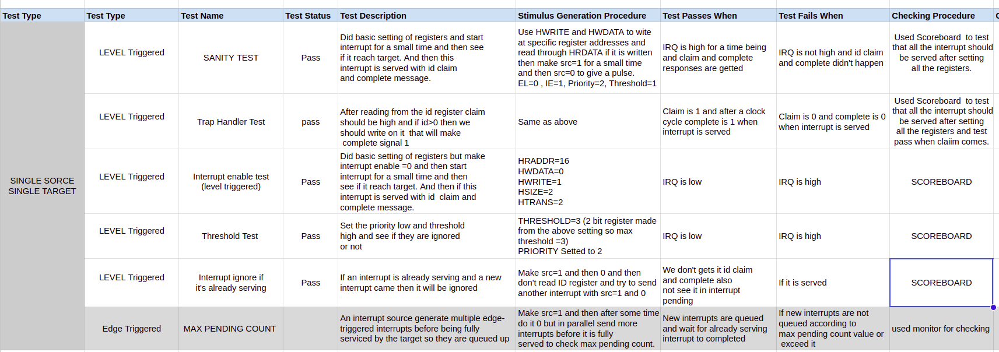 Test Type
Test Type
Test Name
Test Status
Test Description
Stimulus Generation Procedure
Test Passes When
Test Fails When
Checking Procedure
SINGLE SORCE
SINGLE TARGET
LEVEL Triggered
SANITY TEST
Pass
Did basic setting of registers and start
interrupt for a small time and then see
if it reach target. And then this
interrupt is served with id claim
and complete message.
Use HWRITE and HWDATA to wite
at specific register addresses and
read through HRDATA if it is written
then make src=1 for a small time
and then src=0 to give a pulse.
EL=0 , IE=1, Priority=2, Threshold=1
IRQ is high for a time being
and claim and complete
responses are getted
IRQ is not high and id claim
and complete didn't happen
Used Scoreboard  to test
that all the interrupt should
be served after setting
all the registers.
LEVEL Triggered
Trap Handler Test
pass
After reading from the id register claim
should be high and if id>0 then we
should write on it  that will make
complete signal 1
Same as above
Claim is 1 and after a clock
cycle complete is 1 when
interrupt is served
Claim is 0 and complete is 0
when interrupt is served
Used Scoreboard  to test
that all the interrupt should
be served after setting
all the registers and test
pass when claiim comes.
LEVEL Triggered
Interrupt enable test
(level triggered)
Pass
Did basic setting of registers but make
interrupt enable =0 and then start
interrupt for a small time and then
see if it reach target. And then if this
interrupt is served with id  claim and
complete message.
HRADDR=16
HWDATA=0
HWRITE=1
HSIZE=2
HTRANS=2
IRQ is low
IRQ is high
SCOREBOARD
LEVEL Triggered
Threshold Test
Pass
Set the priority low and threshold
high and see if they are ignored
or not
THRESHOLD=3 (2 bit register made
from the above setting so max
threshold =3)
PRIORITY Setted to 2
IRQ is low
IRQ is high
SCOREBOARD
LEVEL Triggered
Interrupt ignore if
it's already serving
Pass
If an interrupt is already serving and a new
interrupt came then it will be ignored
Make src=1 and then 0 and then
don't read ID register and try to send
another interrupt with src=1 and 0
We don't gets it id claim
and complete also
not see it in interrupt
pending
If it is served
SCOREBOARD
Edge Triggered
MAX PENDING COUNT
An interrupt source generate multiple edge-
triggered interrupts before being fully
serviced by the target so they are queued up
Make src=1 and then after some time
do it 0 but in parallel send more
interrupts before it is fully
served to check max pending count.
New interrupts are queued
and wait for already serving
interrupt to completed
If new interrupts are not
queued according to
max pending count value or
exceed it
used monitor for checking